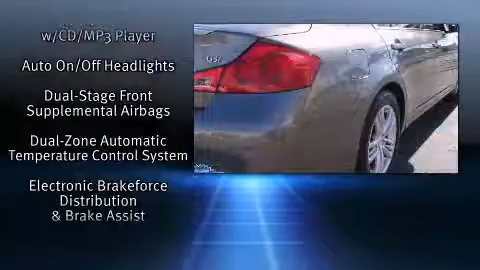 w/CD/MP3 Player
Auto On/Off Headlights
Dual-Stage Front
Supplemental Airbags
Dual-Zone Automatic
Temperature Control System
Electronic Brakeforce
Distribution
& Brake Assist